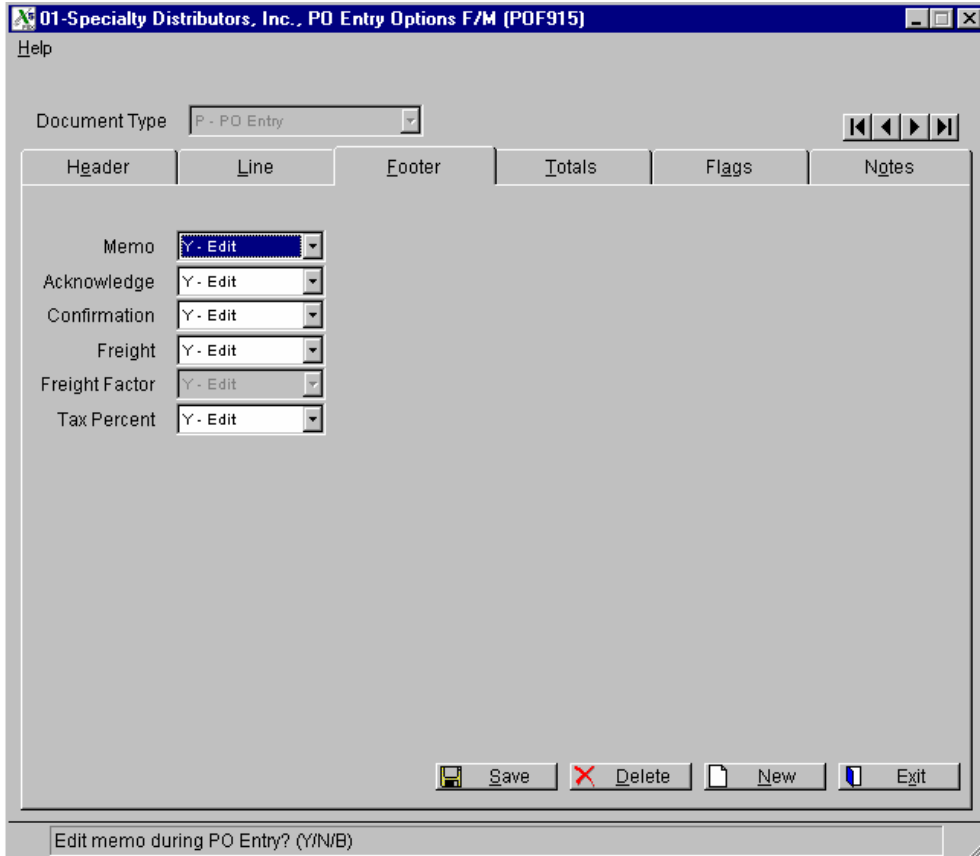 01-Specialty Distributors, Inc., PO Entry Options F/M (POF915)
Help
Document Type P - PO Entry
Header Line Footer Totals Flags Notes
Memo Y - Edit
Acknowledge Y - Edit
Confirmation Y - Edit
Freight Y - Edit
Freight Factor Y - Edit
Tax Percent Y - Edit
Save Delete New Exit
Edit memo during PO Entry? (Y/N/B)